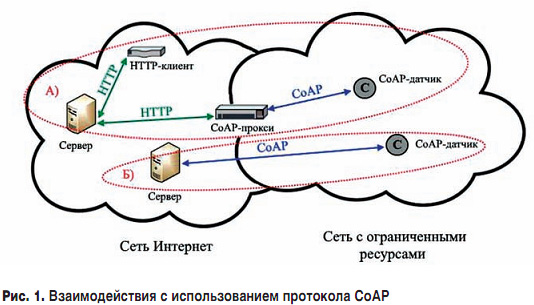 HTTP-клиент
А)
HTTP
CoAP
CoAP-датчик
HTTP
C
Сервер
CoAP-прокси
CoAP
C
CoAP-датчик
Б)
Сервер
Сеть Интернет
Сеть с ограниченными
ресурсами
Рис. 1. Взаимодействия с использованием протокола CoAP